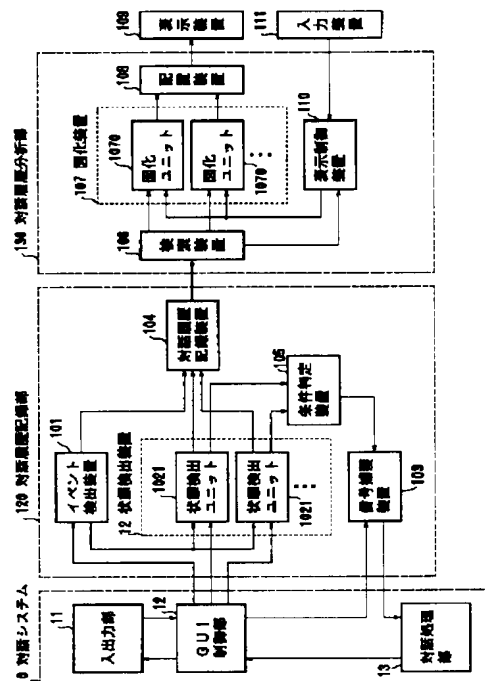 0 対話システム
11
入出力部
12
GUI
制御部
13
対話処理
部
120 対話履歴記録部
101
イベント
検出装置
12 状態検出装置
1021
状態検出
ユニット
状態検出
ユニット
1021
104
対話履歴
記録装置
105
条件判定
装置
信号捕捉
装置
103
130 対話履歴分析部
106
検索装置
107 図化装置
1070
図化
ユニット
図化
ユニット
1070
108
配置装置
110
表示制御
装置
109
表示装置
111
入力装置